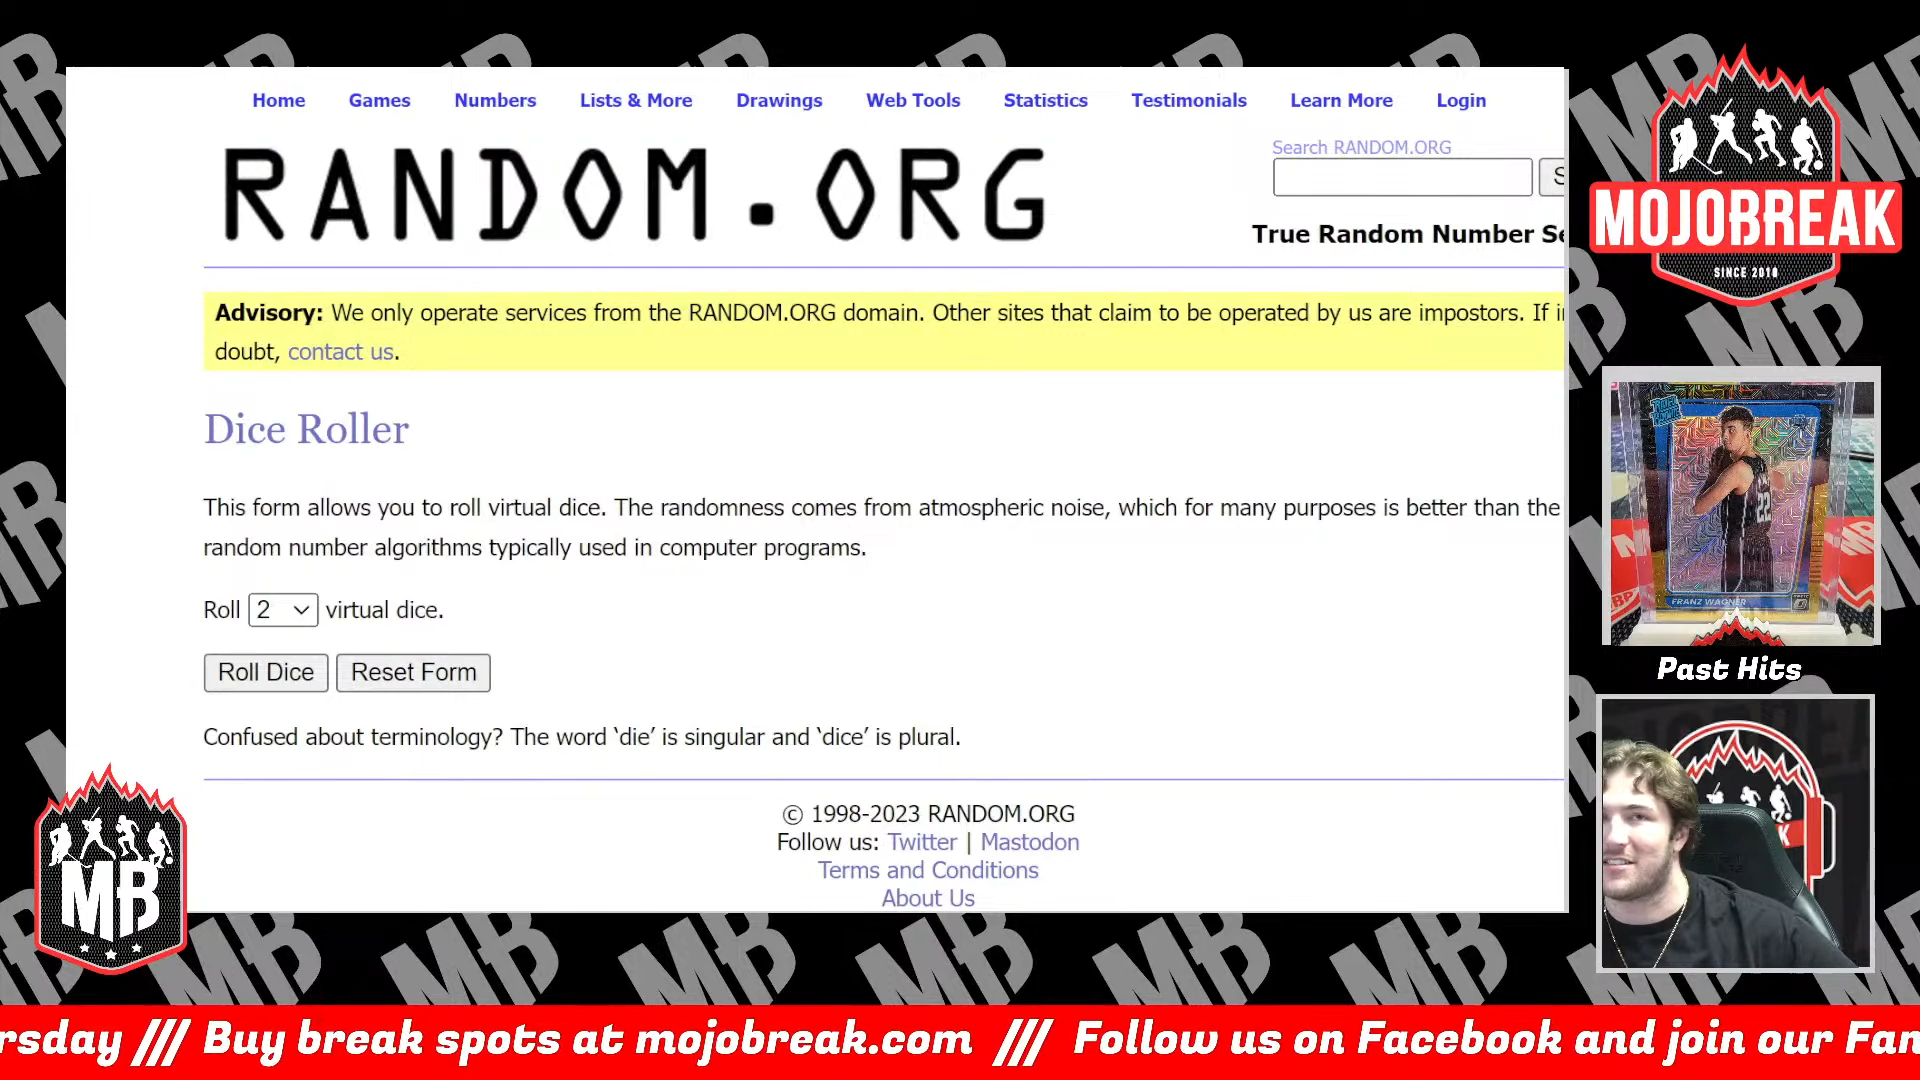 Home Games Numbers Lists & More Drawings Web Tools Statistics Testimonials Learn More Login
RANDOM.ORG
Search RANDOM.ORG
True Random Number Se
Advisory: We only operate services from the RANDOM.ORG domain. Other sites that claim to be operated by us are impostors. If in
doubt, contact us.
Dice Roller
This form allows you to roll virtual dice. The randomness comes from atmospheric noise, which for many purposes is better than the
random number algorithms typically used in computer programs.
Roll 2 virtual dice.
Roll Dice Reset Form
Confused about terminology? The word ‘die’ is singular and ‘dice’ is plural.
© 1998-2023 RANDOM.ORG
Follow us: Twitter | Mastodon
Terms and Conditions
About Us
MOJOBREAK
SINCE 2010
22
FRANZ WAGNER
Past Hits
MB
rsday /// Buy break spots at mojobreak.com /// Follow us on Facebook and join our Fan